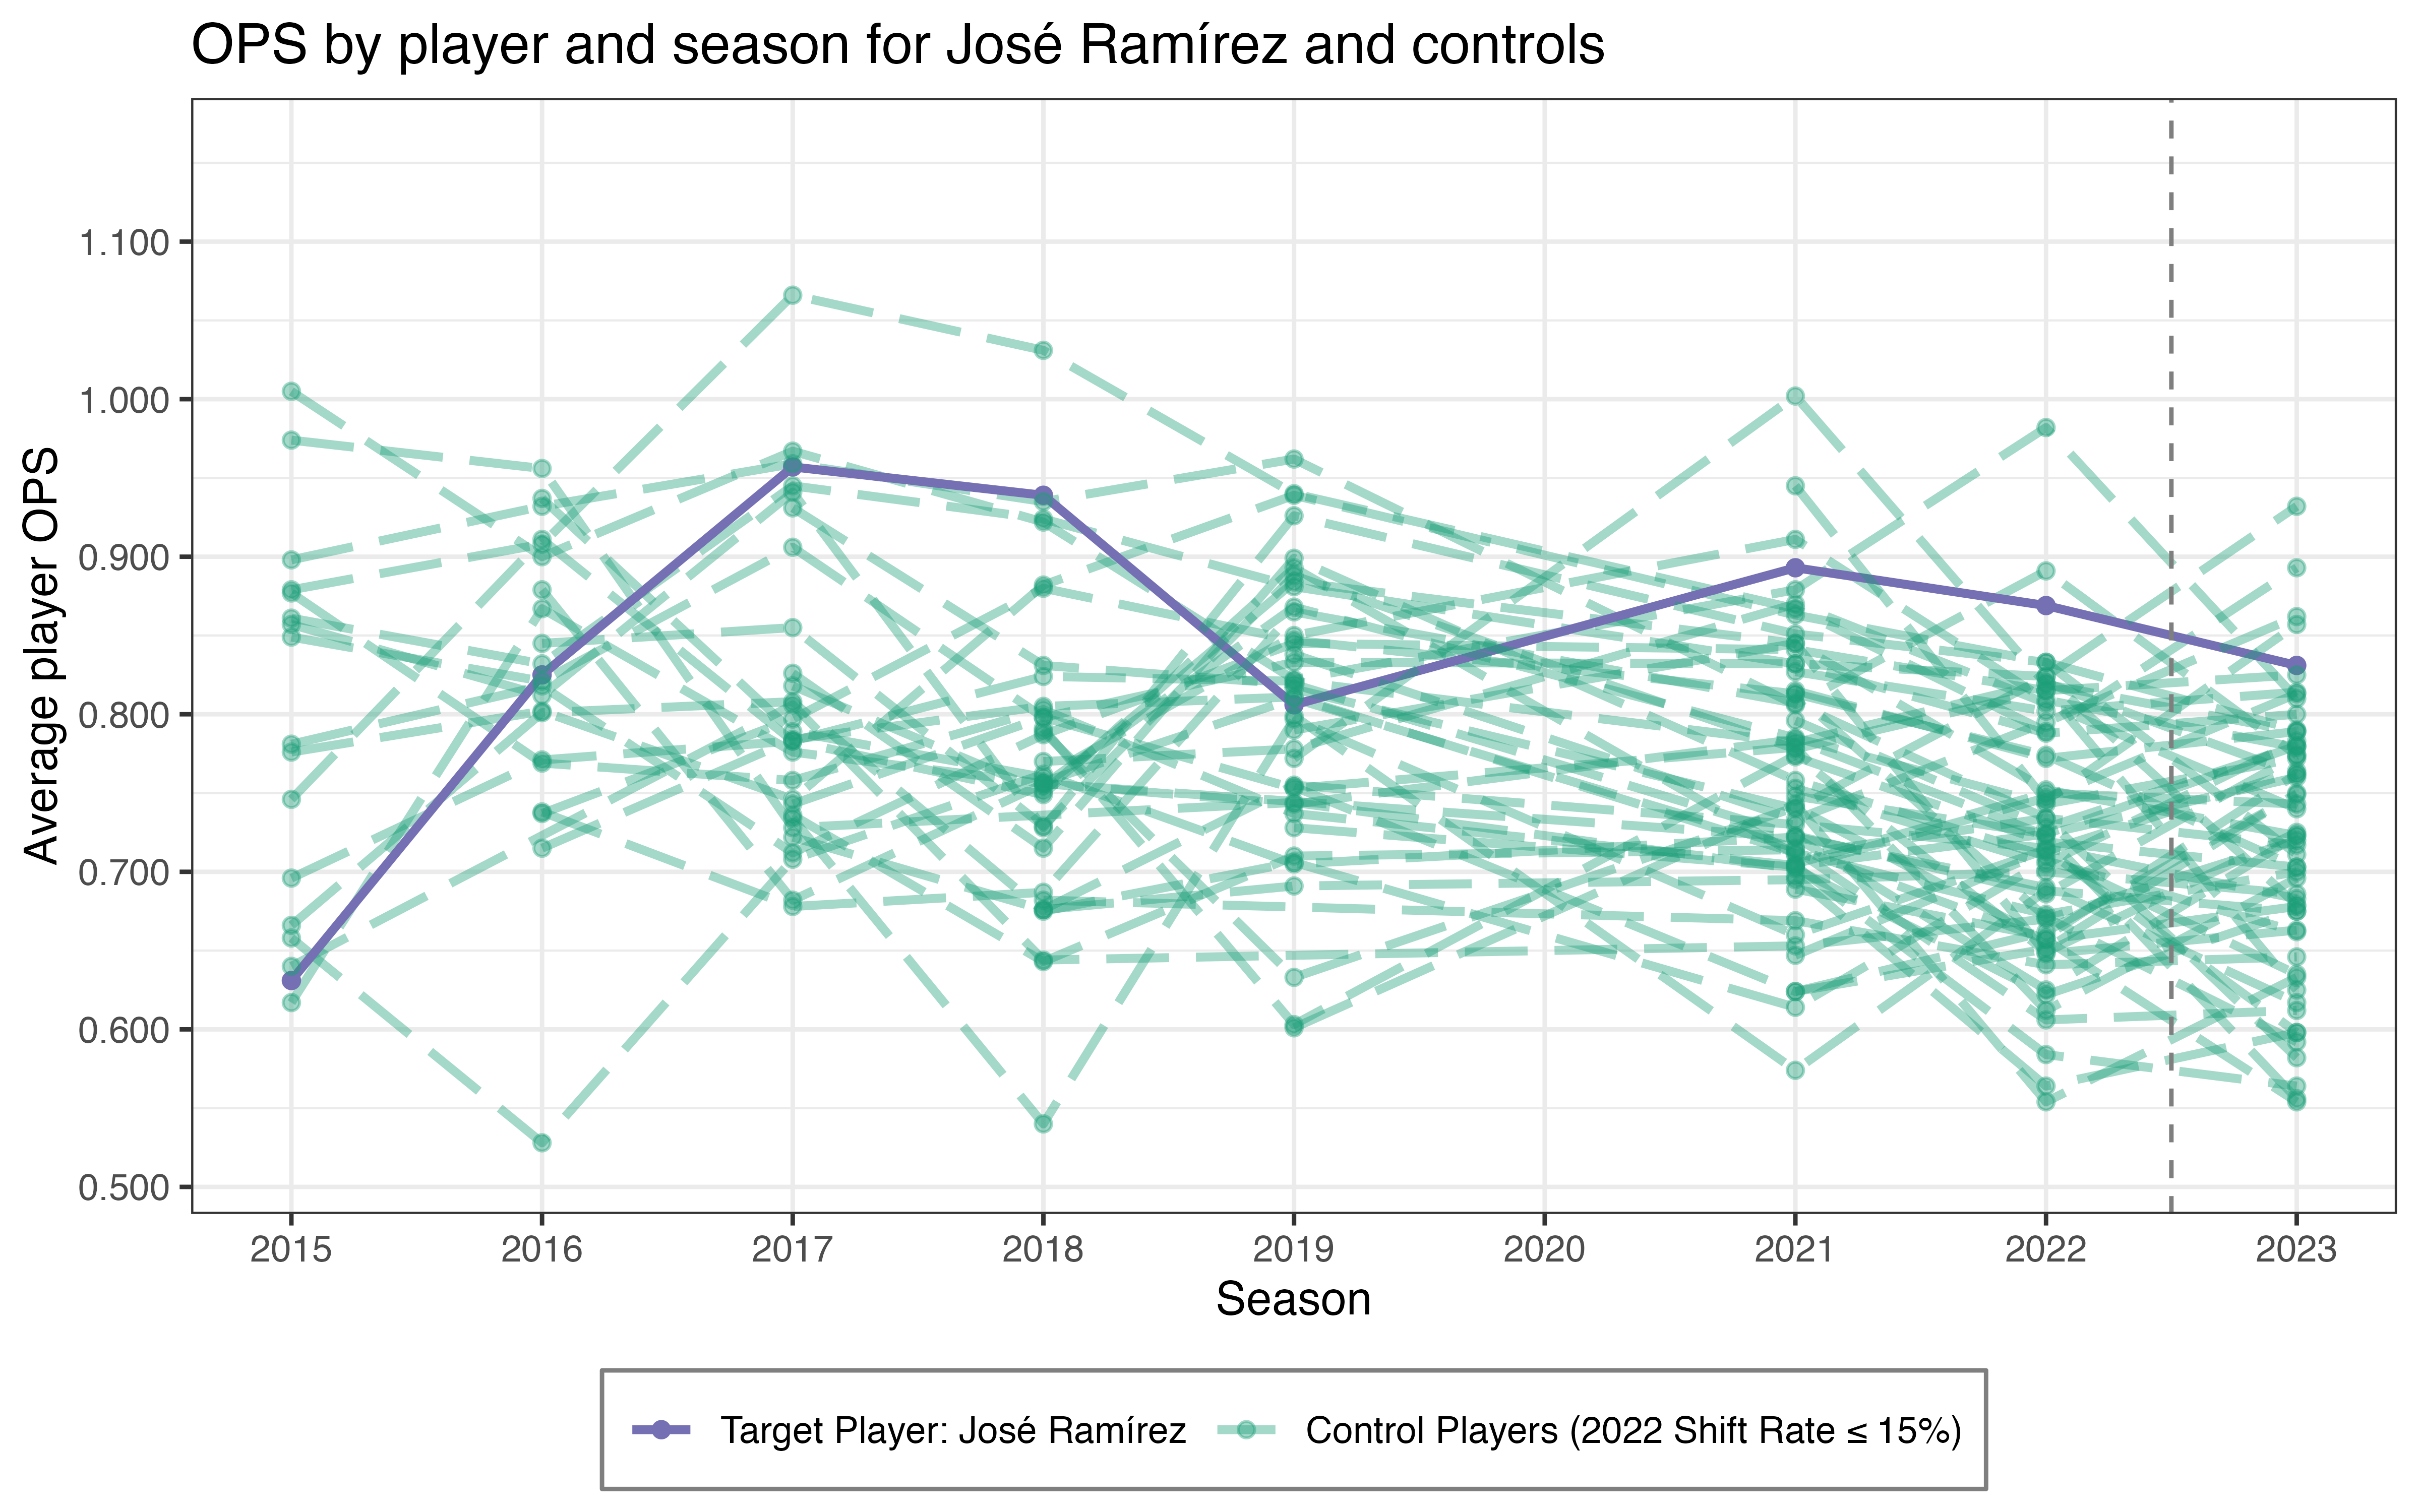 OPS by player and season for José Ramírez and controls
Average player OPS
1.100
1.000
0.900
0.800
0.700
0.600
0.500
2015 2016 2017 2018 2019 2020 2021 2022 2023
Season
Target Player: José Ramírez Control Players (2022 Shift Rate ≤ 15%)